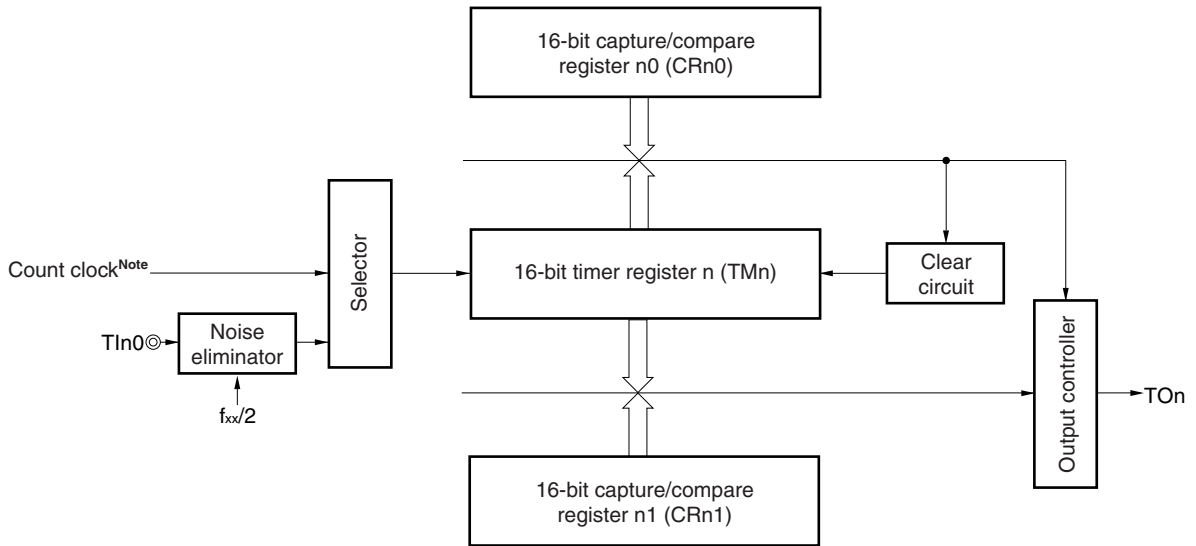 16-bit capture/compare
register n0 (CRn0)
Selector
Count clockNote
16-bit timer register n (TMn)
Clear
circuit
TIn0
Noise
eliminator
fxx/2
Output controller
TOn
16-bit capture/compare
register n1 (CRn1)